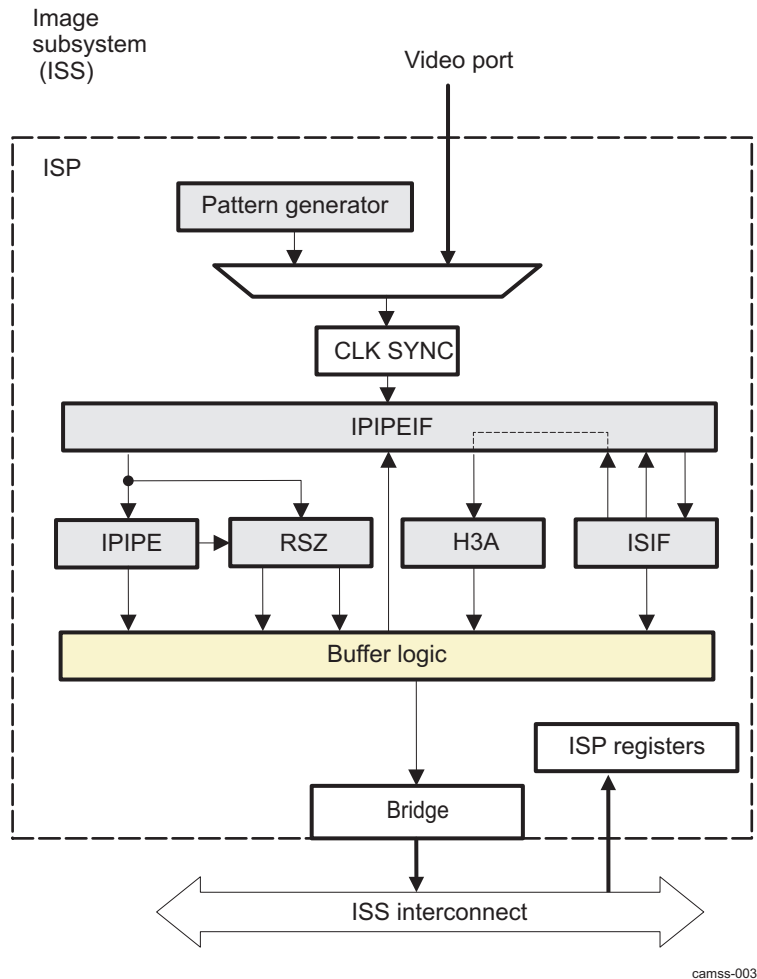 Image
subsystem
(ISS)
Video port
ISP
Pattern generator
CLK SYNC
IPIPEIF
IPIPE
RSZ
H3A
ISIF
Buffer logic
ISP registers
Bridge
ISS interconnect
camss-003